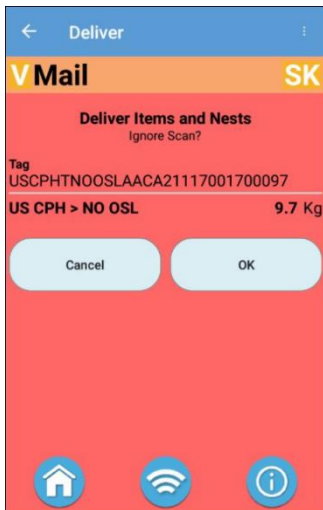 Deliver
V Mail SK
Deliver Items and Nests
Ignore Scan?
Tag
USCPHTNOOSLAACA21117001700097
US CPH > NO OSL 9.7 Kg
Cancel OK